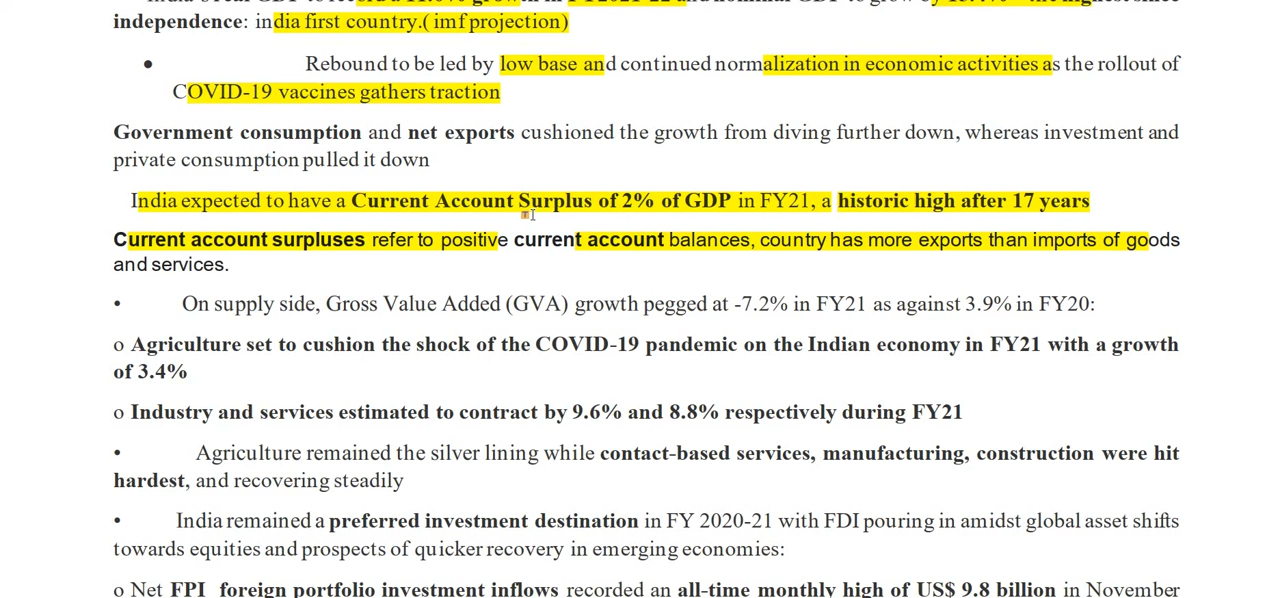 independence: india first country.( imf projection)
• Rebound to be led by low base and continued normalization in economic activities as the rollout of
COVID-19 vaccines gathers traction
Government consumption and net exports cushioned the growth from diving further down, whereas investment and
private consumption pulled it down
India expected to have a Current Account Surplus of 2% of GDP in FY21, a historic high after 17 years
Current account surpluses refer to positive current account balances, country has more exports than imports of goods
and services.
• On supply side, Gross Value Added (GVA) growth pegged at -7.2% in FY21 as against 3.9% in FY20:
o Agriculture set to cushion the shock of the COVID-19 pandemic on the Indian economy in FY21 with a growth
of 3.4%
o Industry and services estimated to contract by 9.6% and 8.8% respectively during FY21
• Agriculture remained the silver lining while contact-based services, manufacturing, construction were hit
hardest, and recovering steadily
• India remained a preferred investment destination in FY 2020-21 with FDI pouring in amidst global asset shifts
towards equities and prospects of quicker recovery in emerging economies:
o Net FPI foreign portfolio investment inflows recorded an all-time monthly high of US$ 9.8 billion in November